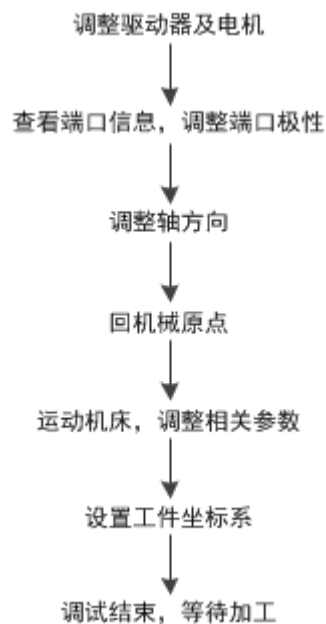 调整驱动器及电机
查看端口信息，调整端口极性
调整轴方向
回机械原点
运动机床，调整相关参数
设置工件坐标系
调试结束，等待加工